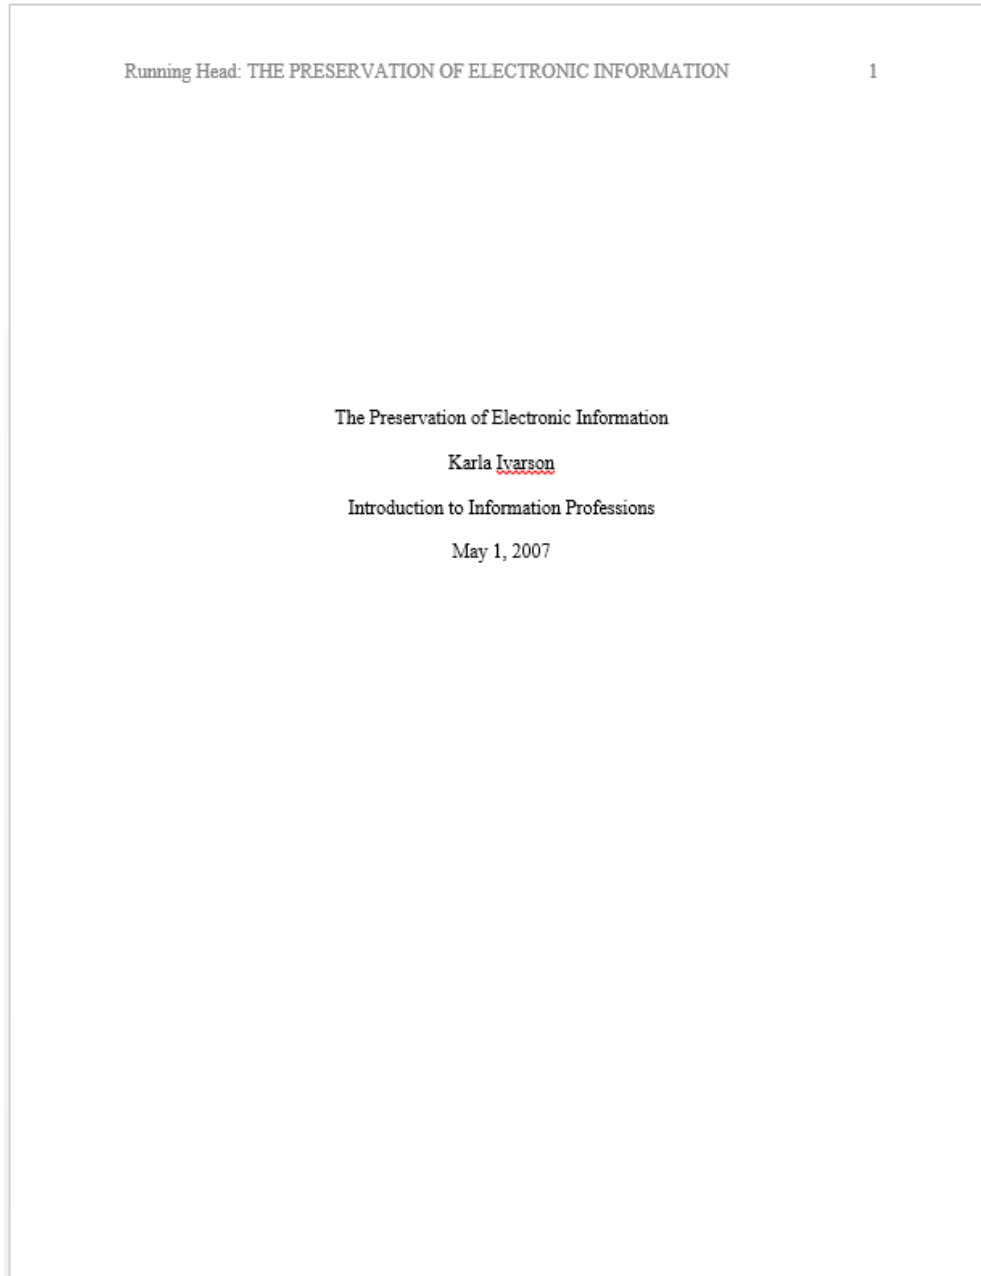 Running Head: THE PRESERVATION OF ELECTRONIC INFORMATION 1
The Preservation of Electronic Information
Karla Ivarson
Introduction to Information Professions
May 1, 2007